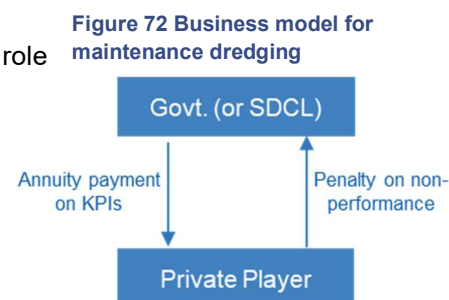 Figure 72 Business model for
role maintenance dredging
Govt. (or SDCL)
Annuity payment
on KPIs
Penalty on non-
performance
Private Player